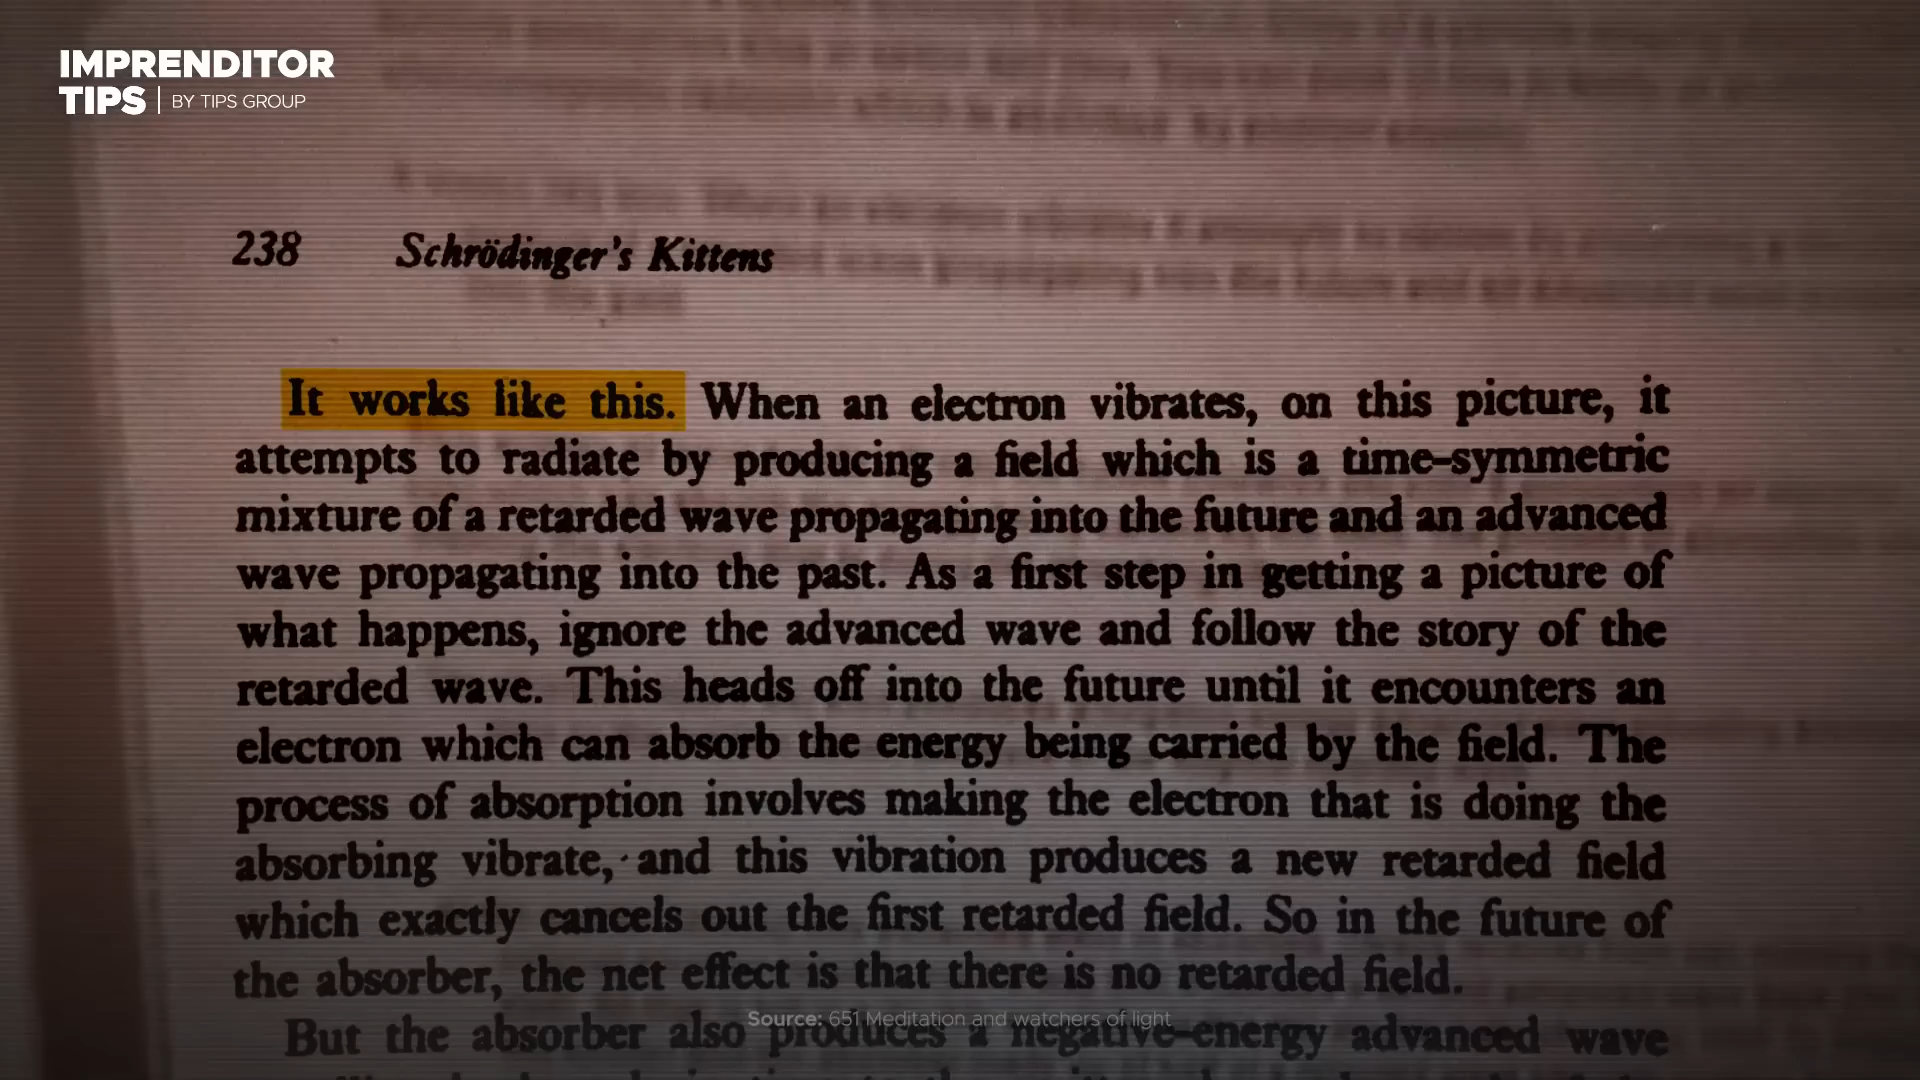 IMPRENDITOR
TIPS | BY TIPS GROUP
238 Schrödinger's Kittens
It works like this. When an electron vibrates, on this picture, it
attempts to radiate by producing a field which is a time-symmetric
mixture of a retarded wave propagating into the future and an advanced
wave propagating into the past. As a first step in getting a picture of
what happens, ignore the advanced wave and follow the story of the
retarded wave. This heads off into the future until it encounters an
electron which can absorb the energy being carried by the field. The
process of absorption involves making the electron that is doing the
absorbing vibrate, and this vibration produces a new retarded field
which exactly cancels out the first retarded field. So in the future of
the absorber, the net effect is that there is no retarded field.
Source: 651 Meditation and watchers of light
But the absorber also produces a negative-energy advanced wave